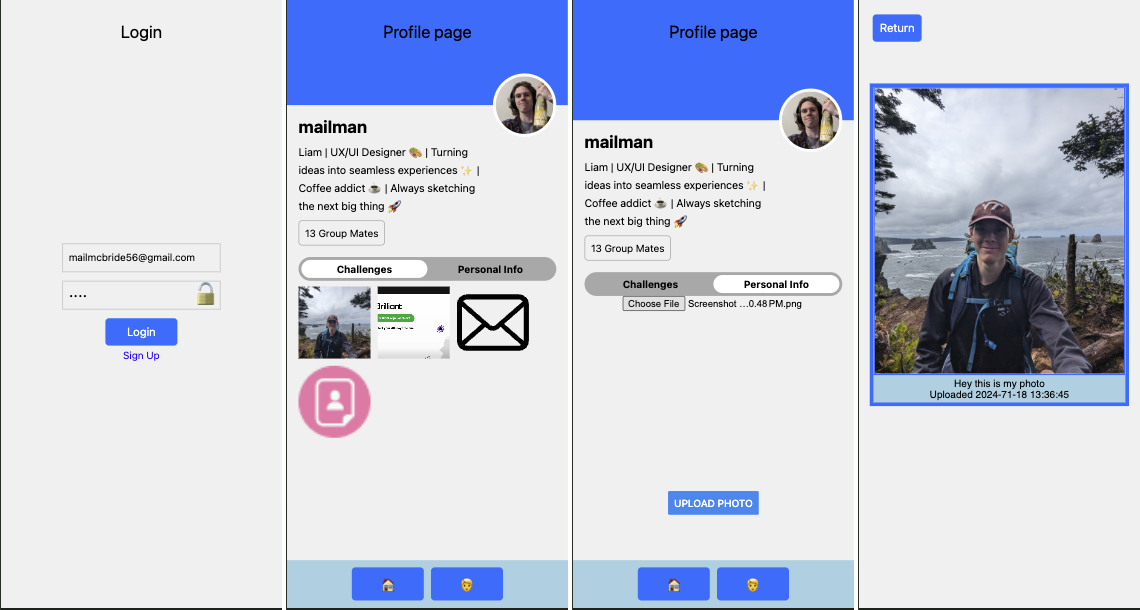 Login
mailmcbride56@gmail.com
Login
Sign Up
Profile page
mailman
Liam | UX/UI Designer 🎨 | Turning
ideas into seamless experiences ✨ |
Coffee addict ☕ | Always sketching
the next big thing 🚀
13 Group Mates
Challenges Personal Info
Brilliant
Profile page
mailman
Liam | UX/UI Designer 🎨 | Turning
ideas into seamless experiences ✨ |
Coffee addict ☕ | Always sketching
the next big thing 🚀
13 Group Mates
Challenges Personal Info
Choose File Screenshot ...0.48 PM.png
UPLOAD PHOTO
Return
Hey this is my photo
Uploaded 2024-71-18 13:36:45